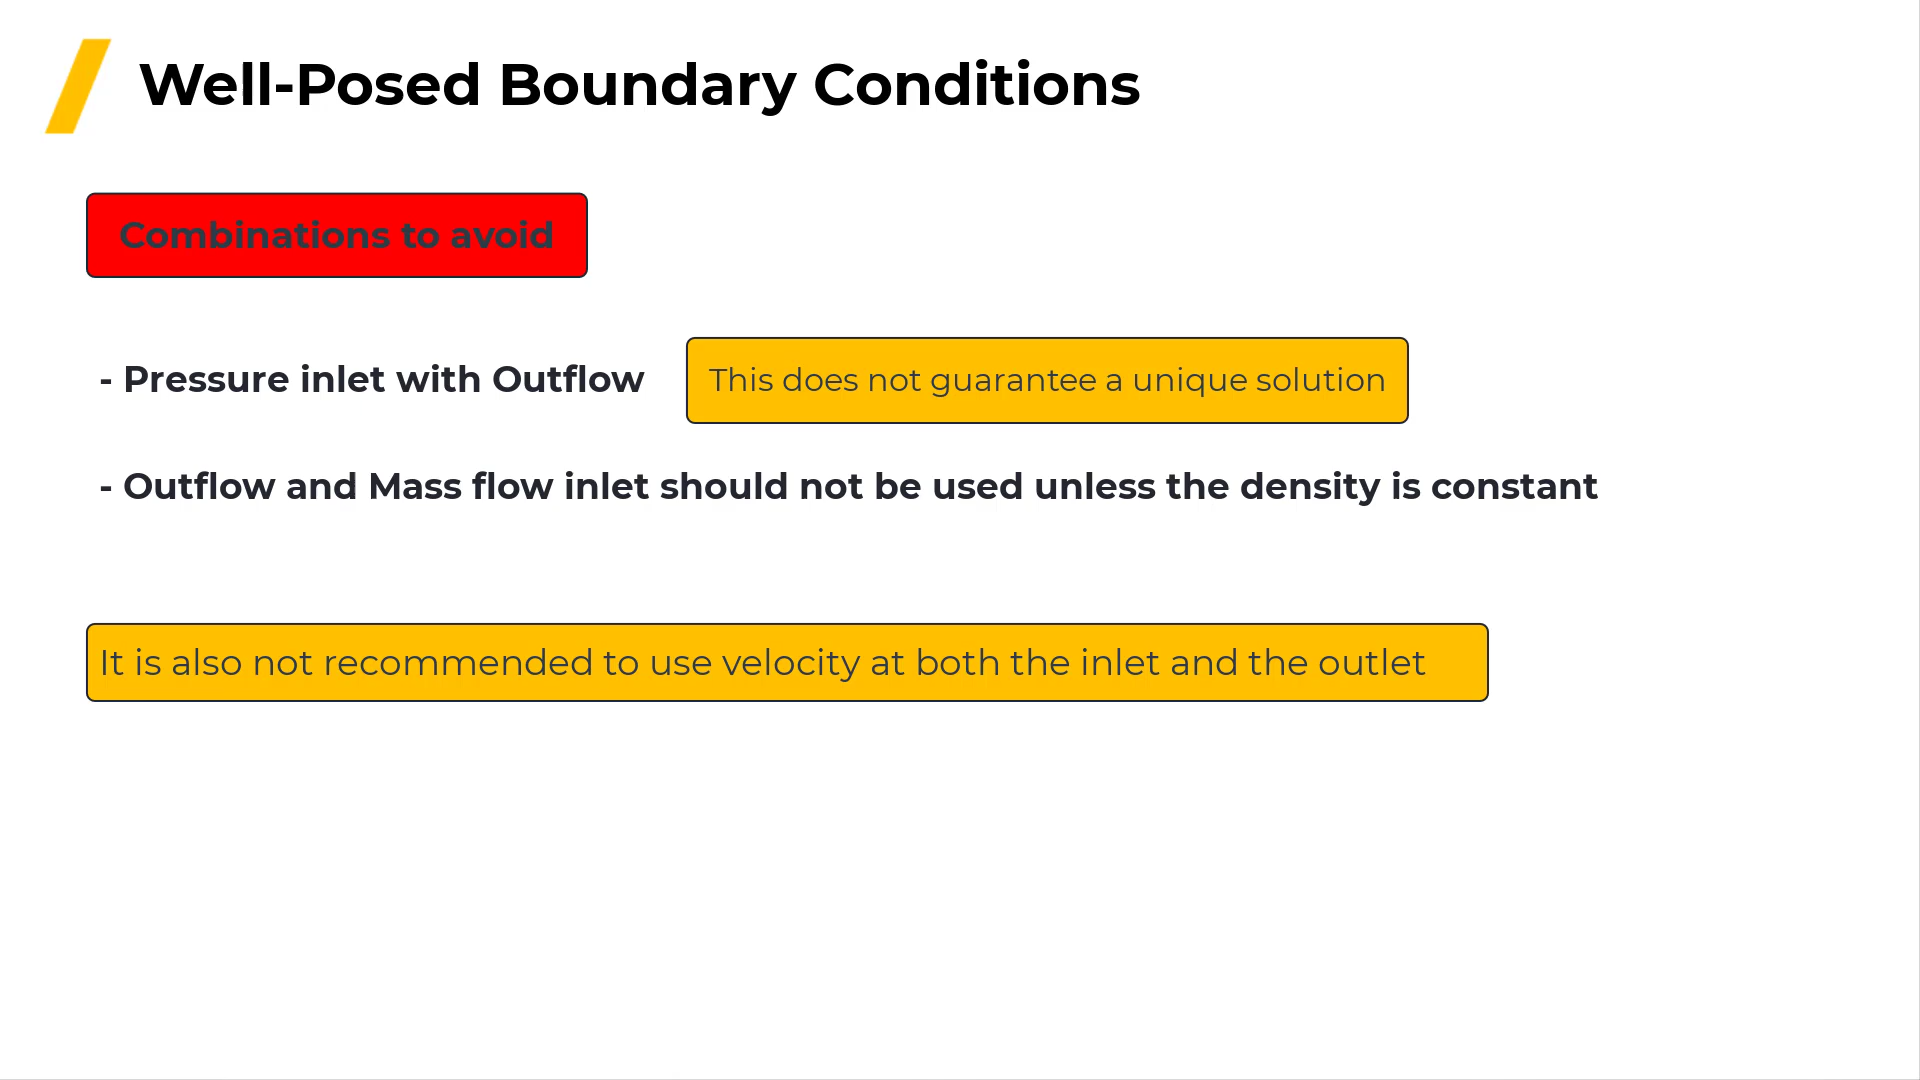 Well-Posed Boundary Conditions
Combinations to avoid
- Pressure inlet with Outflow
This does not guarantee a unique solution
- Outflow and Mass flow inlet should not be used unless the density is constant
It is also not recommended to use velocity at both the inlet and the outlet